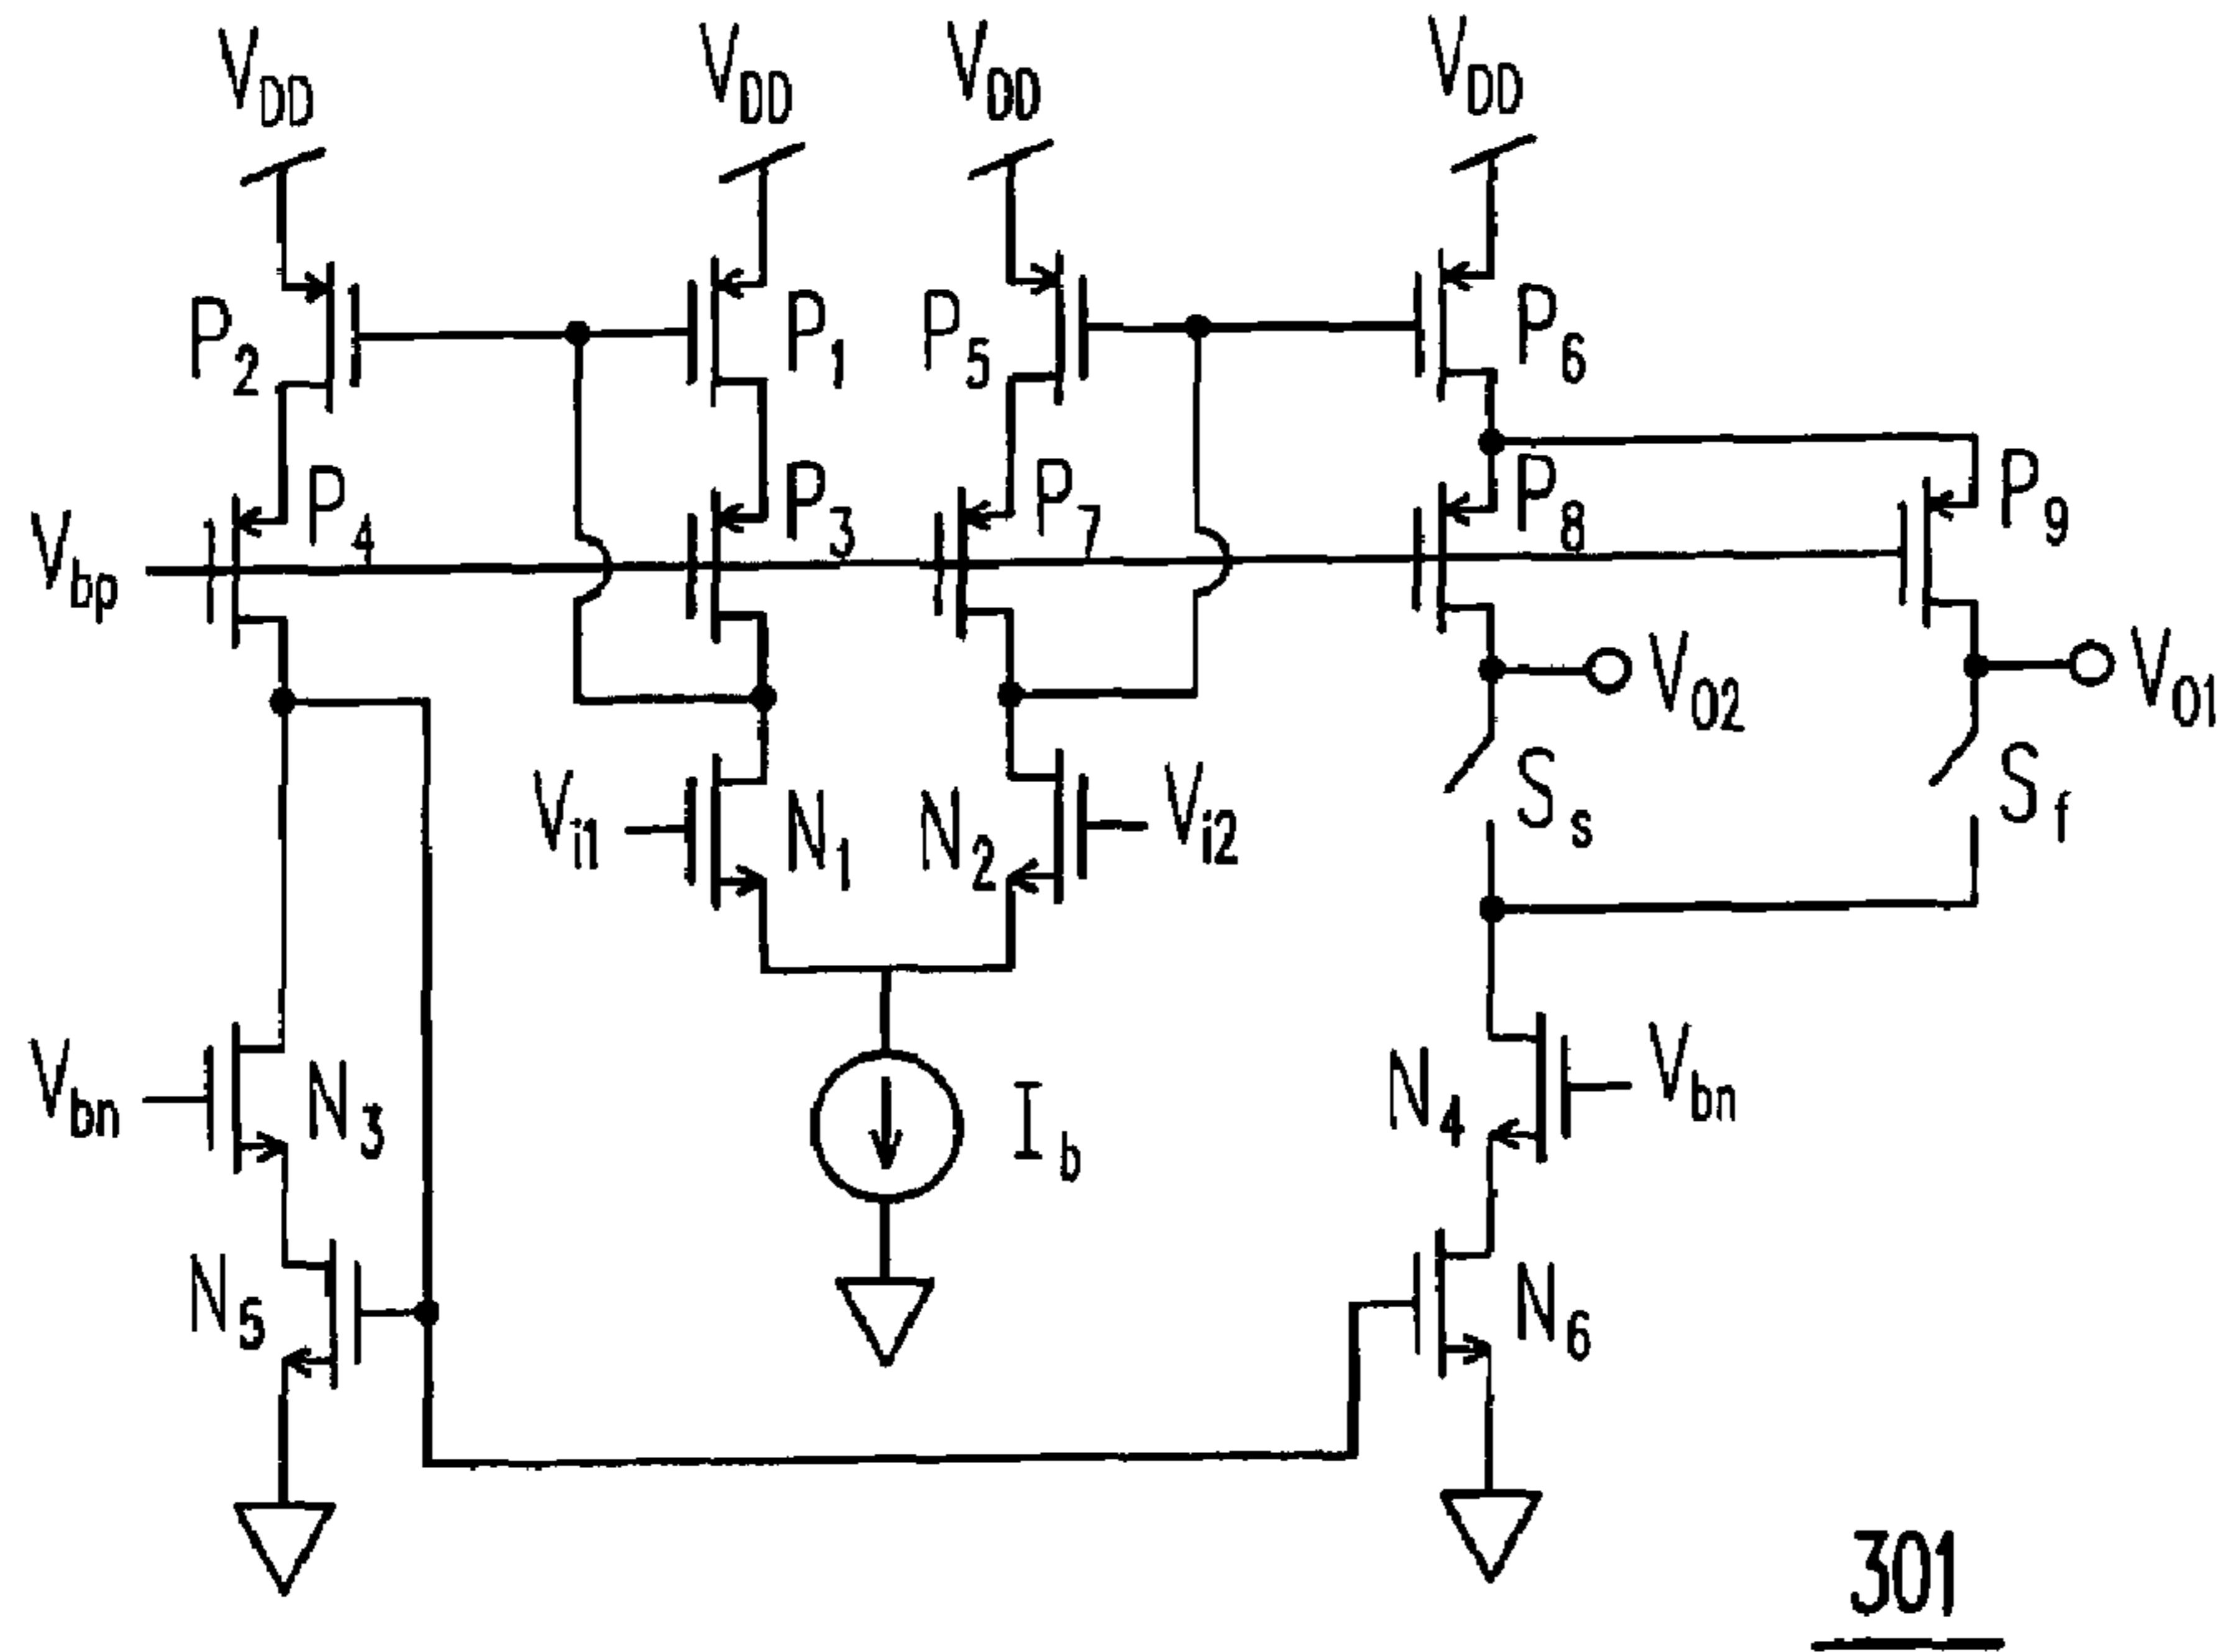 VDD VDD VDD VDD
P2 P1 P5 P6
P4 P3 P7 P8 P9
Vbp
VO2 VO1
Vi1 N1 N2 Vi2 Ss Sf
Vbn N3 Ib N4 Vbn
N5 N6
301